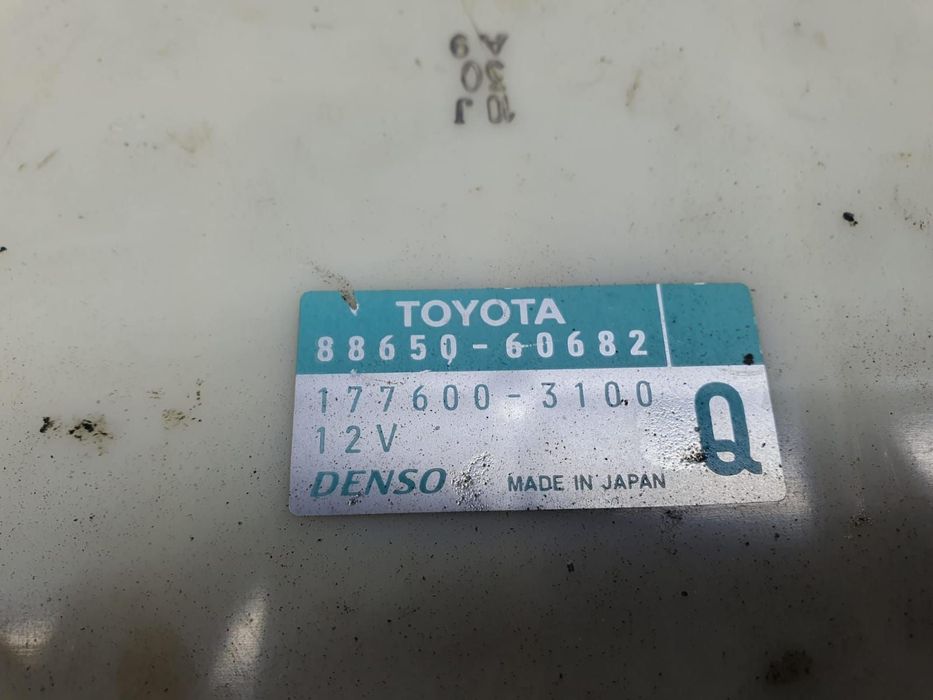 A 9
30
10 J
TOYOTA
88650-60682
177600-3100
12V
Q
DENSO
MADE IN JAPAN